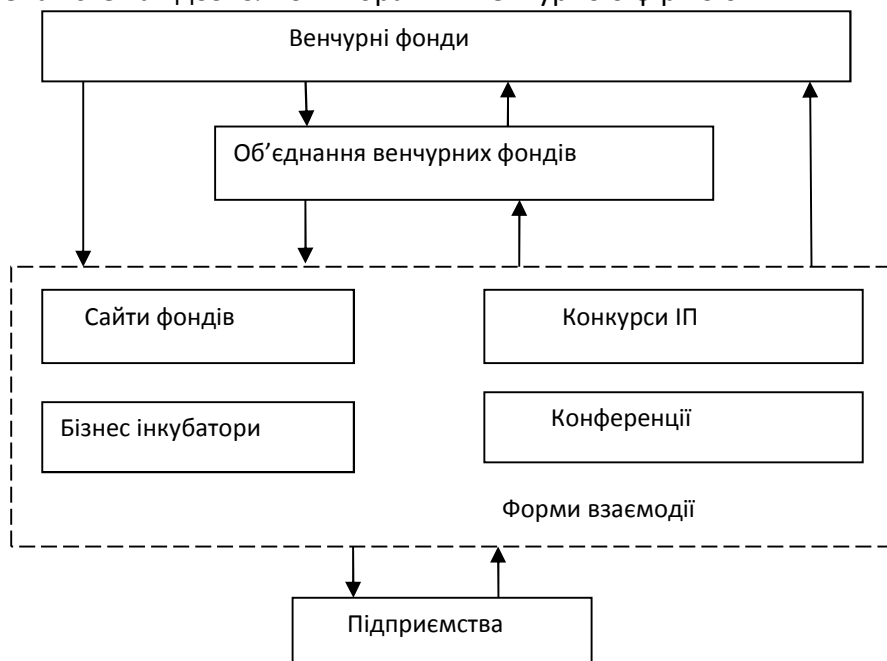 Венчурні фонди
Об’єднання венчурних фондів
Сайти фондів
Конкурси ІП
Бізнес інкубатори
Конференції
Форми взаємодії
Підприємства